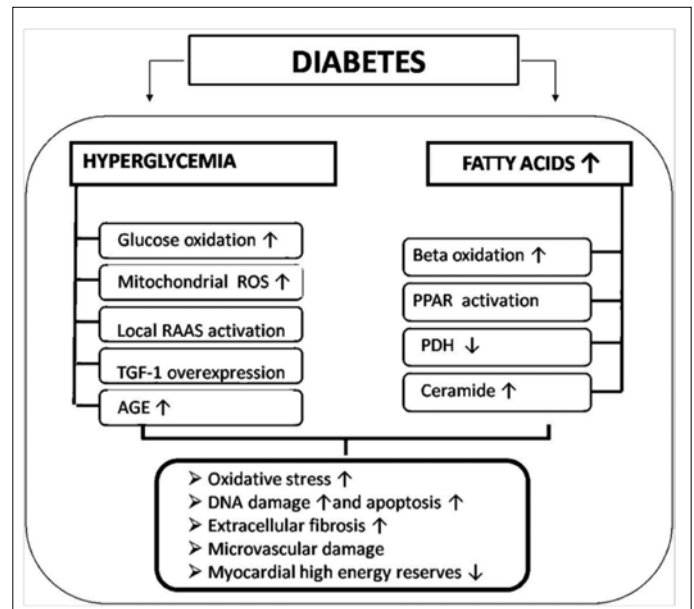 DIABETES
HYPERGLYCEMIA
Glucose oxidation ↑
Mitochondrial ROS ↑
Local RAAS activation
TGF-1 overexpression
AGE ↑
FATTY ACIDS ↑
Beta oxidation ↑
PPAR activation
PDH ↓
Ceramide ↑
➢ Oxidative stress ↑
➢ DNA damage ↑and apoptosis ↑
➢ Extracellular fibrosis ↑
➢ Microvascular damage
➢ Myocardial high energy reserves ↓